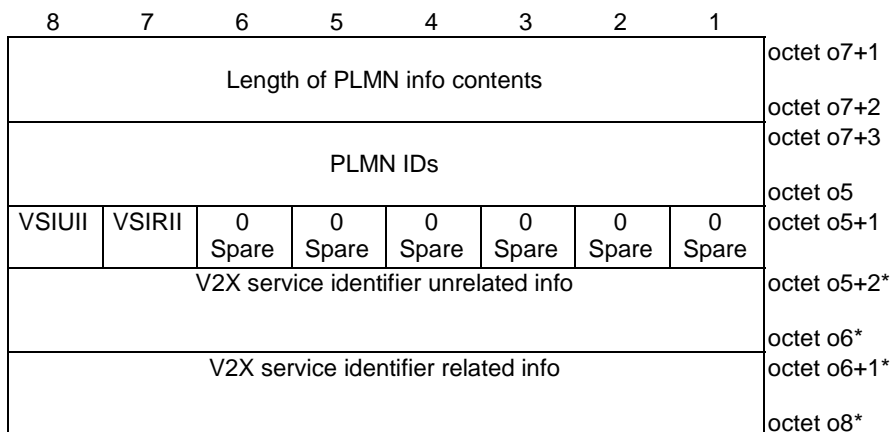 8 7 6 5 4 3 2 1
octet o7+1
Length of PLMN info contents
octet o7+2
octet o7+3
PLMN IDs
octet o5
VSIUII VSIRII 0 0 0 0 0 0 octet o5+1
Spare Spare Spare Spare Spare Spare
V2X service identifier unrelated info octet o5+2*
octet o6*
V2X service identifier related info octet o6+1*
octet o8*